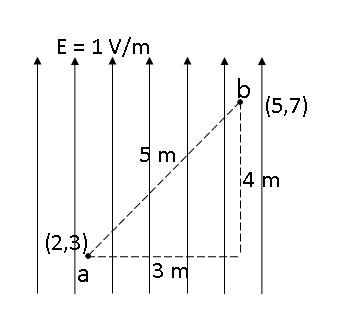 E = 1 V/m
b
(5,7)
5 m
4 m
(2,3)
a
3 m